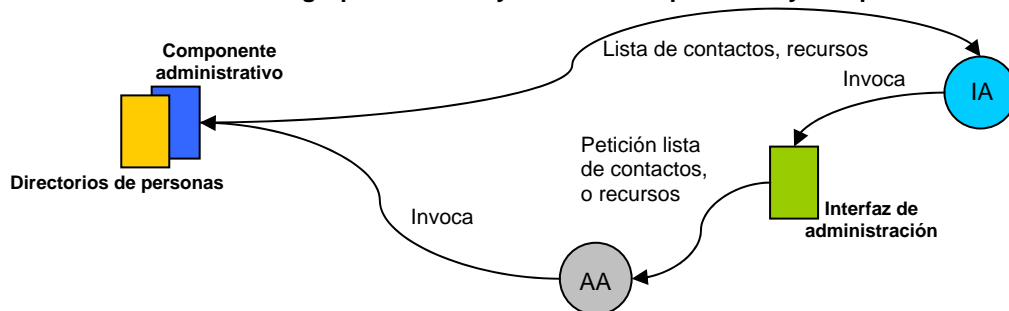 Componente
administrativo
Directorios de personas
Lista de contactos, recursos
Invoca
IA
Petición lista
de contactos,
o recursos
Interfaz de
administración
Invoca
AA